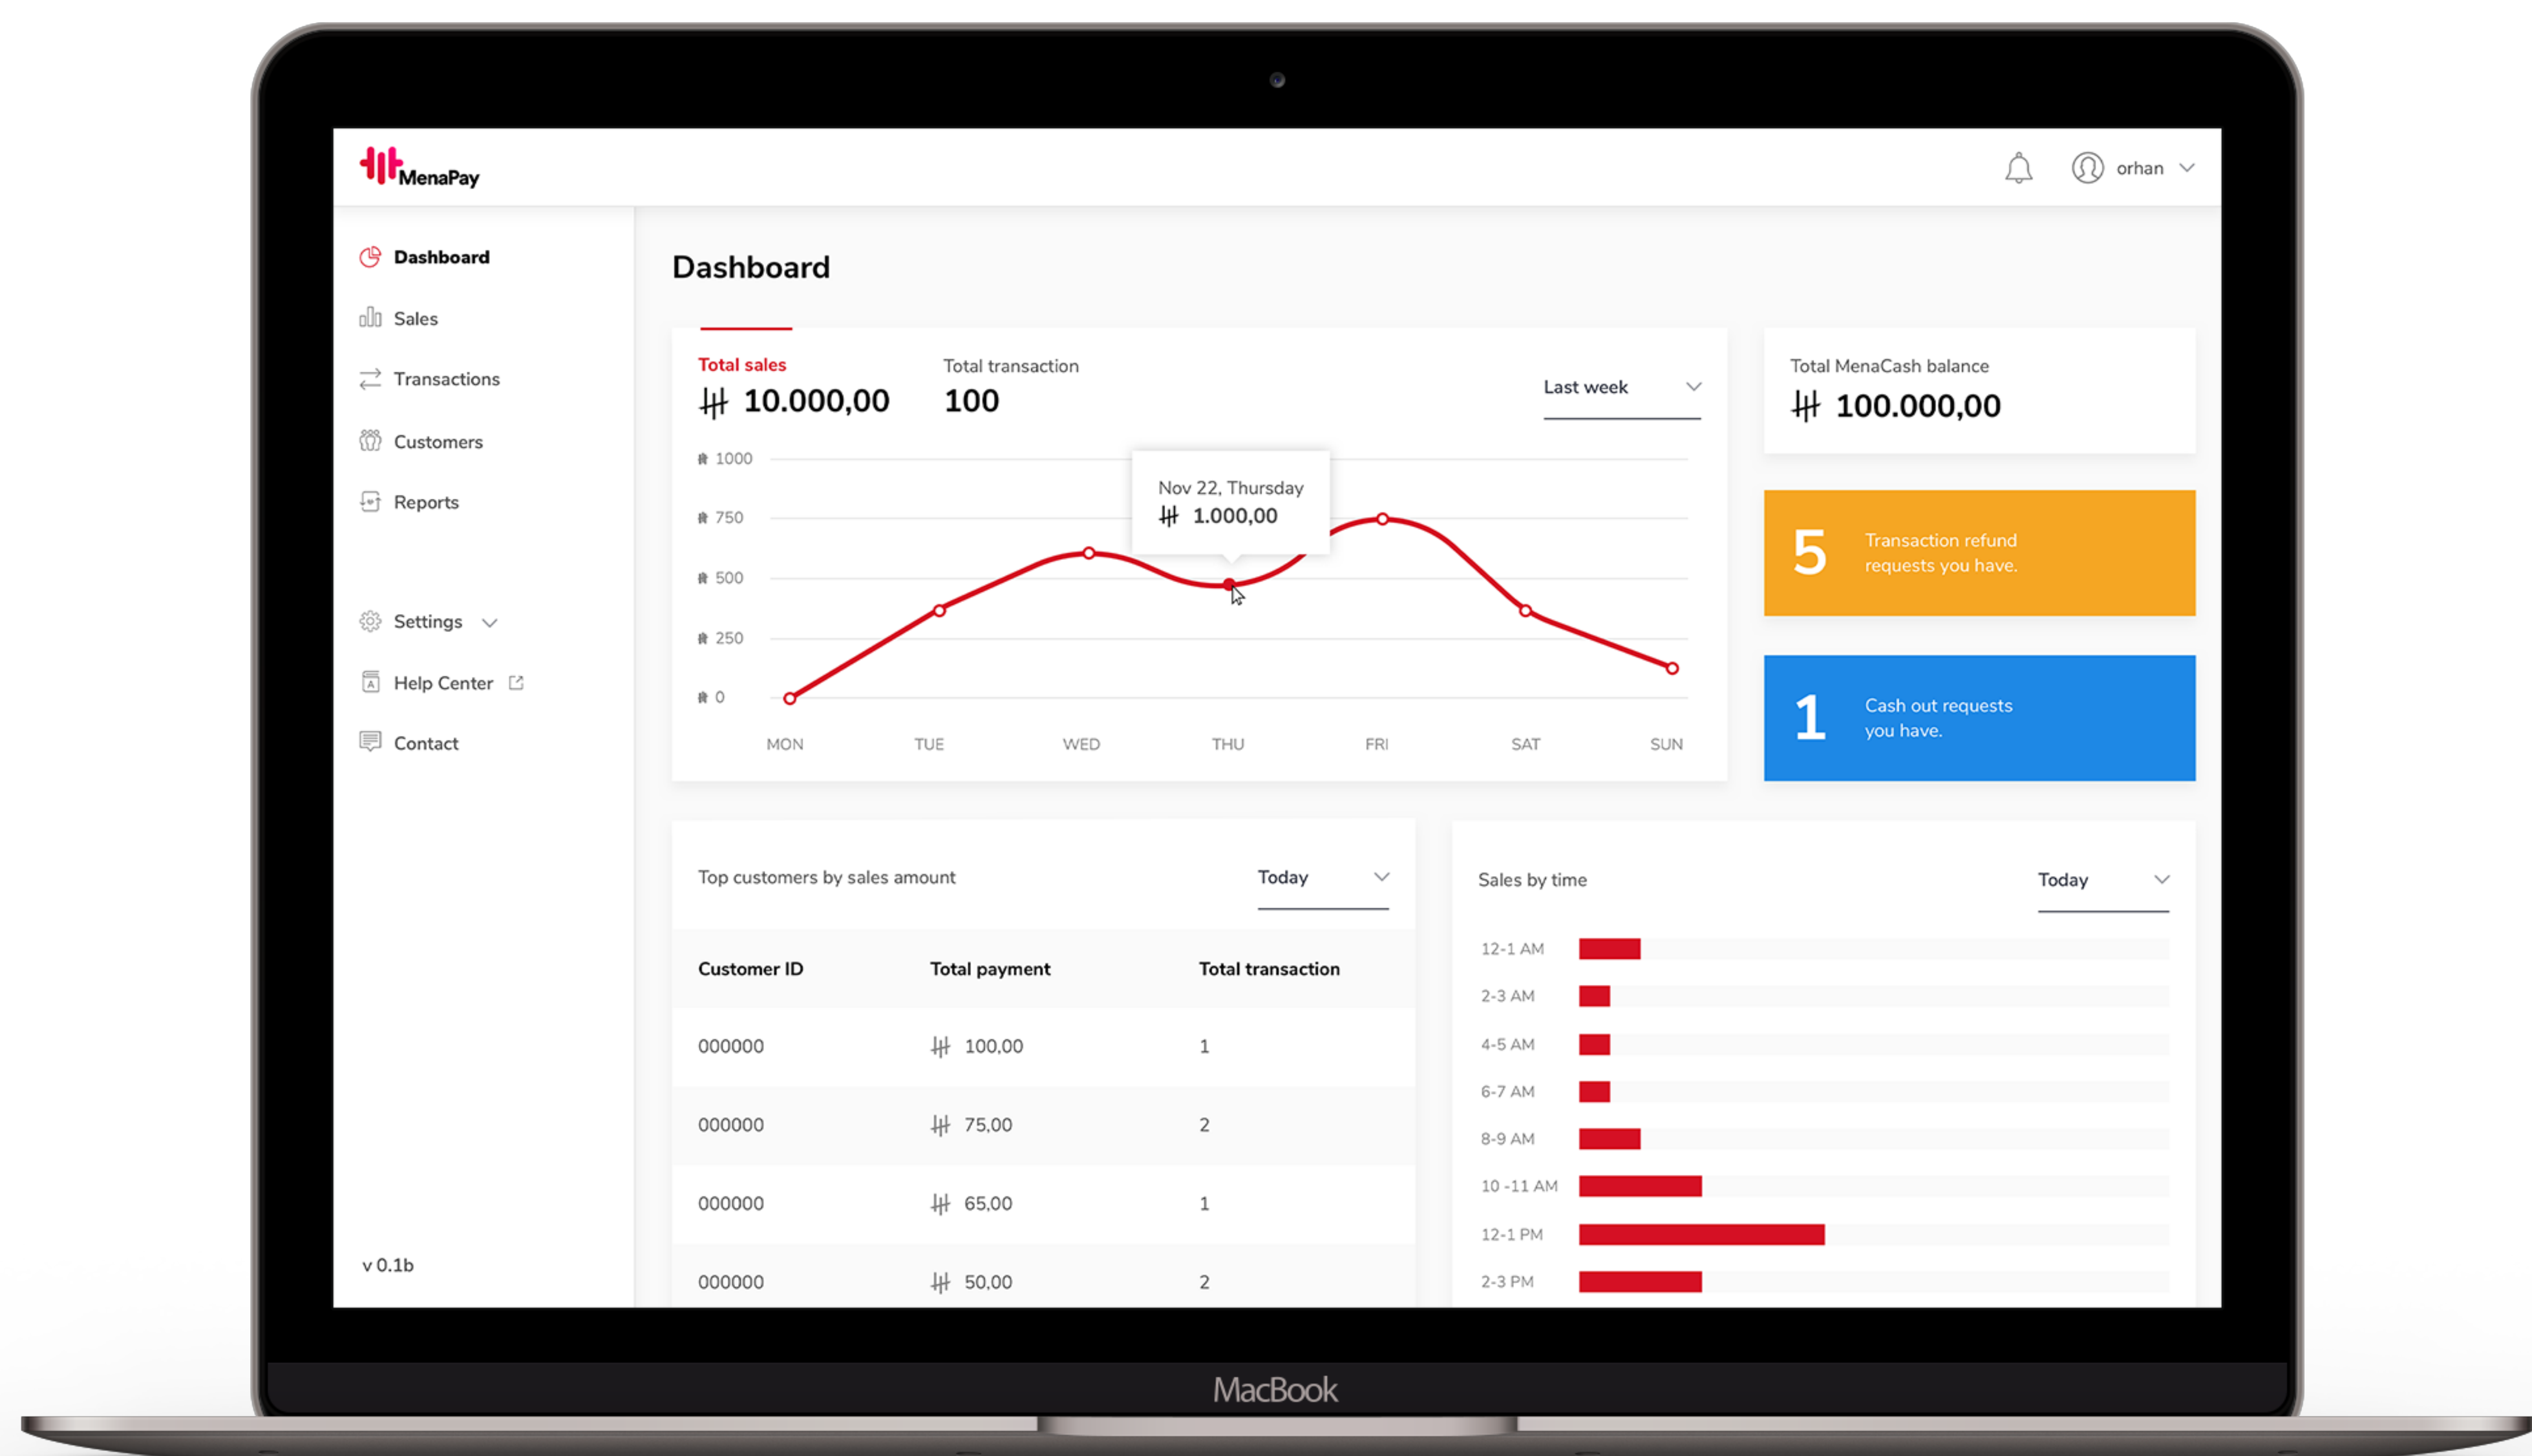 MenaPay
orhan
Dashboard
Sales
Transactions
Customers
Reports
Settings
Help Center
Contact
v 0.1b
Dashboard
Total sales
10.000,00
Total transaction
100
Last week
1000
750
500
250
0
Nov 22, Thursday
1.000,00
MON TUE WED THU FRI SAT SUN
Total MenaCash balance
100.000,00
5
Transaction refund
requests you have.
1
Cash out requests
you have.
Top customers by sales amount
Today
Customer ID Total payment Total transaction
000000 100,00 1
000000 75,00 2
000000 65,00 1
000000 50,00 2
Sales by time
Today
12-1 AM
2-3 AM
4-5 AM
6-7 AM
8-9 AM
10 -11 AM
12-1 PM
2-3 PM
MacBook